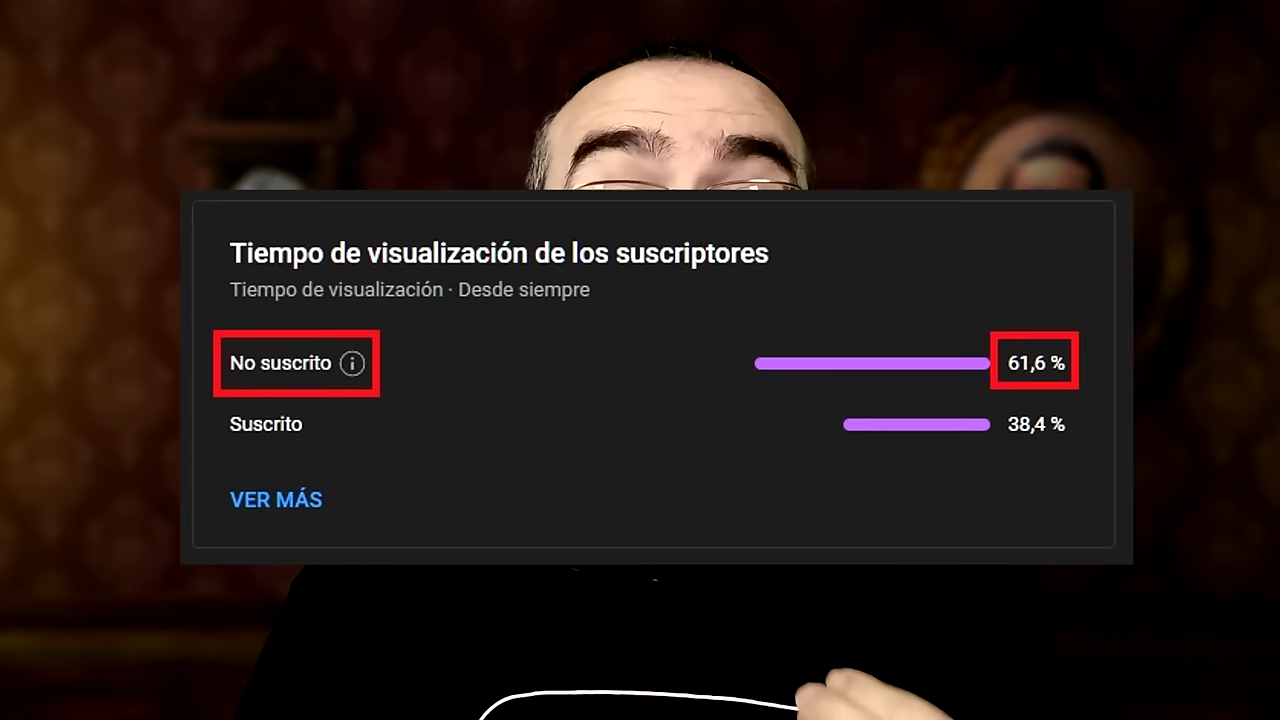 Tiempo de visualización de los suscriptores
Tiempo de visualización · Desde siempre
No suscrito 61,6 %
Suscrito 38,4 %
VER MÁS